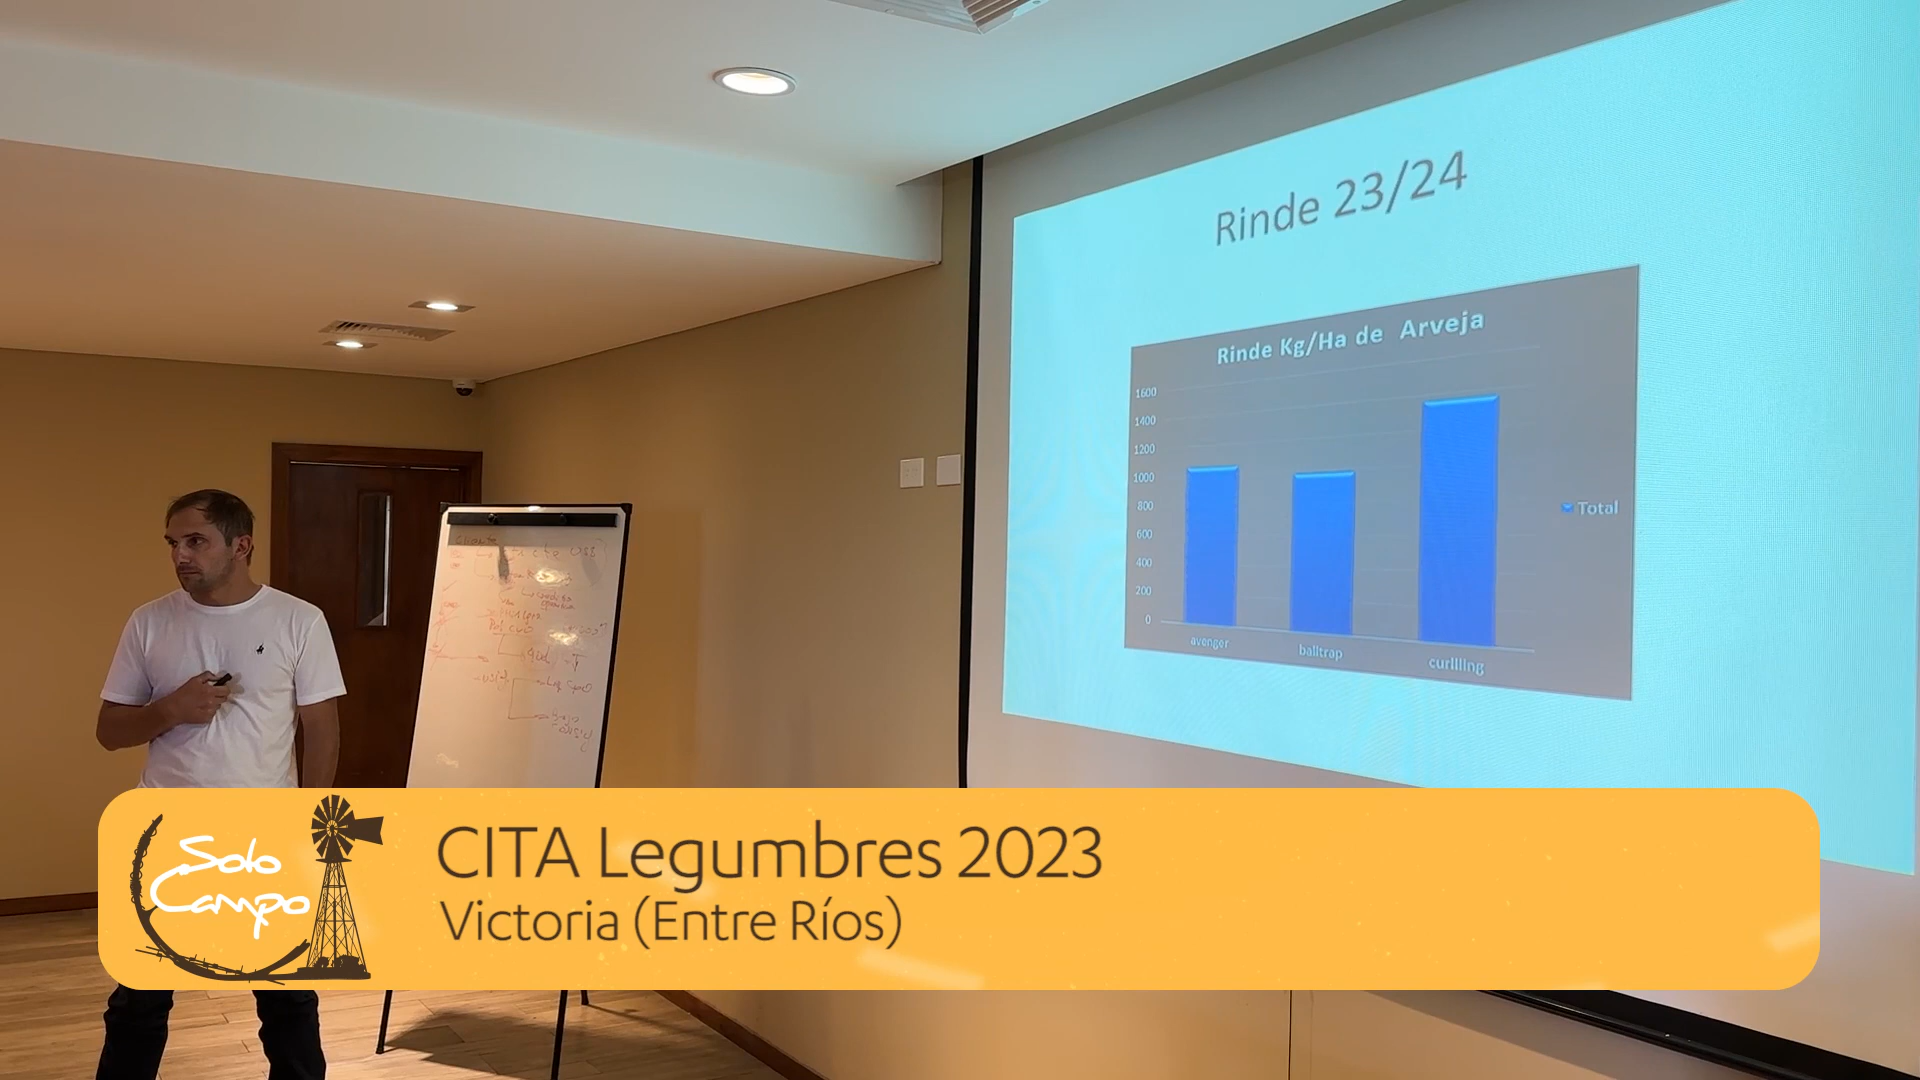 Rinde 23/24
Rinde Kg/Ha de Arveja
1600
1400
1200
1000
800
600
400
200
0
avenger
balltrap
curllling
Total
Solo
Campo
CITA Legumbres 2023
Victoria (Entre Ríos)